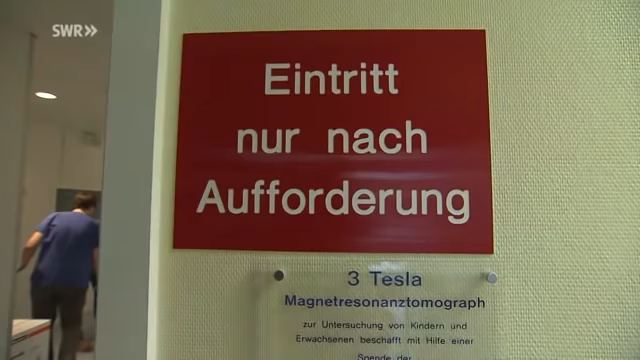 SWR»
Eintritt
nur nach
Aufforderung
3 Tesla
Magnetresonanztomograph
zur Untersuchung von Kindern und
Erwachsenen beschafft mit Hilfe einer
Spende der